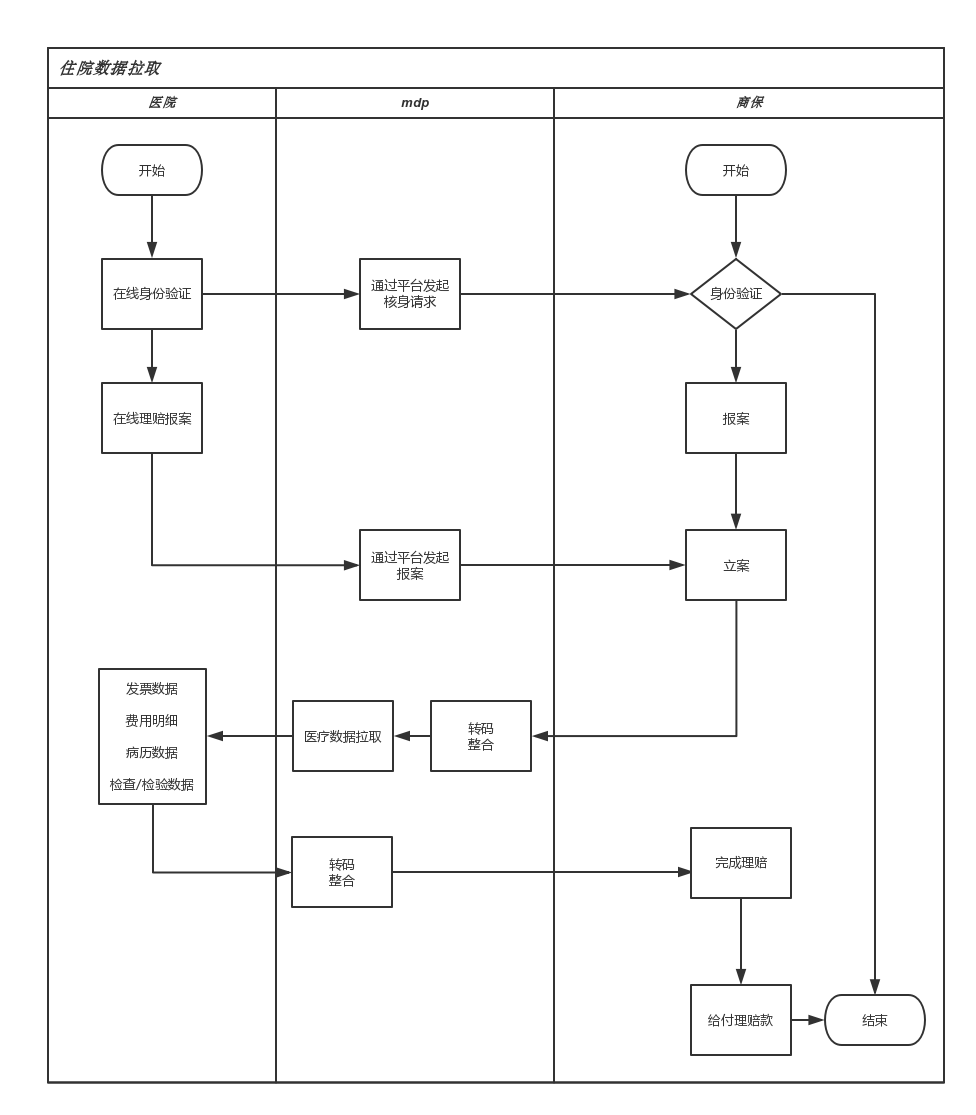 住院数据拉取
医院
mdp
商保
开始
开始
在线身份验证
通过平台发起
核身请求
身份验证
在线理赔报案
报案
通过平台发起
报案
立案
发票数据
费用明细
病历数据
检查/检验数据
医疗数据拉取
转码
整合
转码
整合
完成理赔
给付理赔款
结束